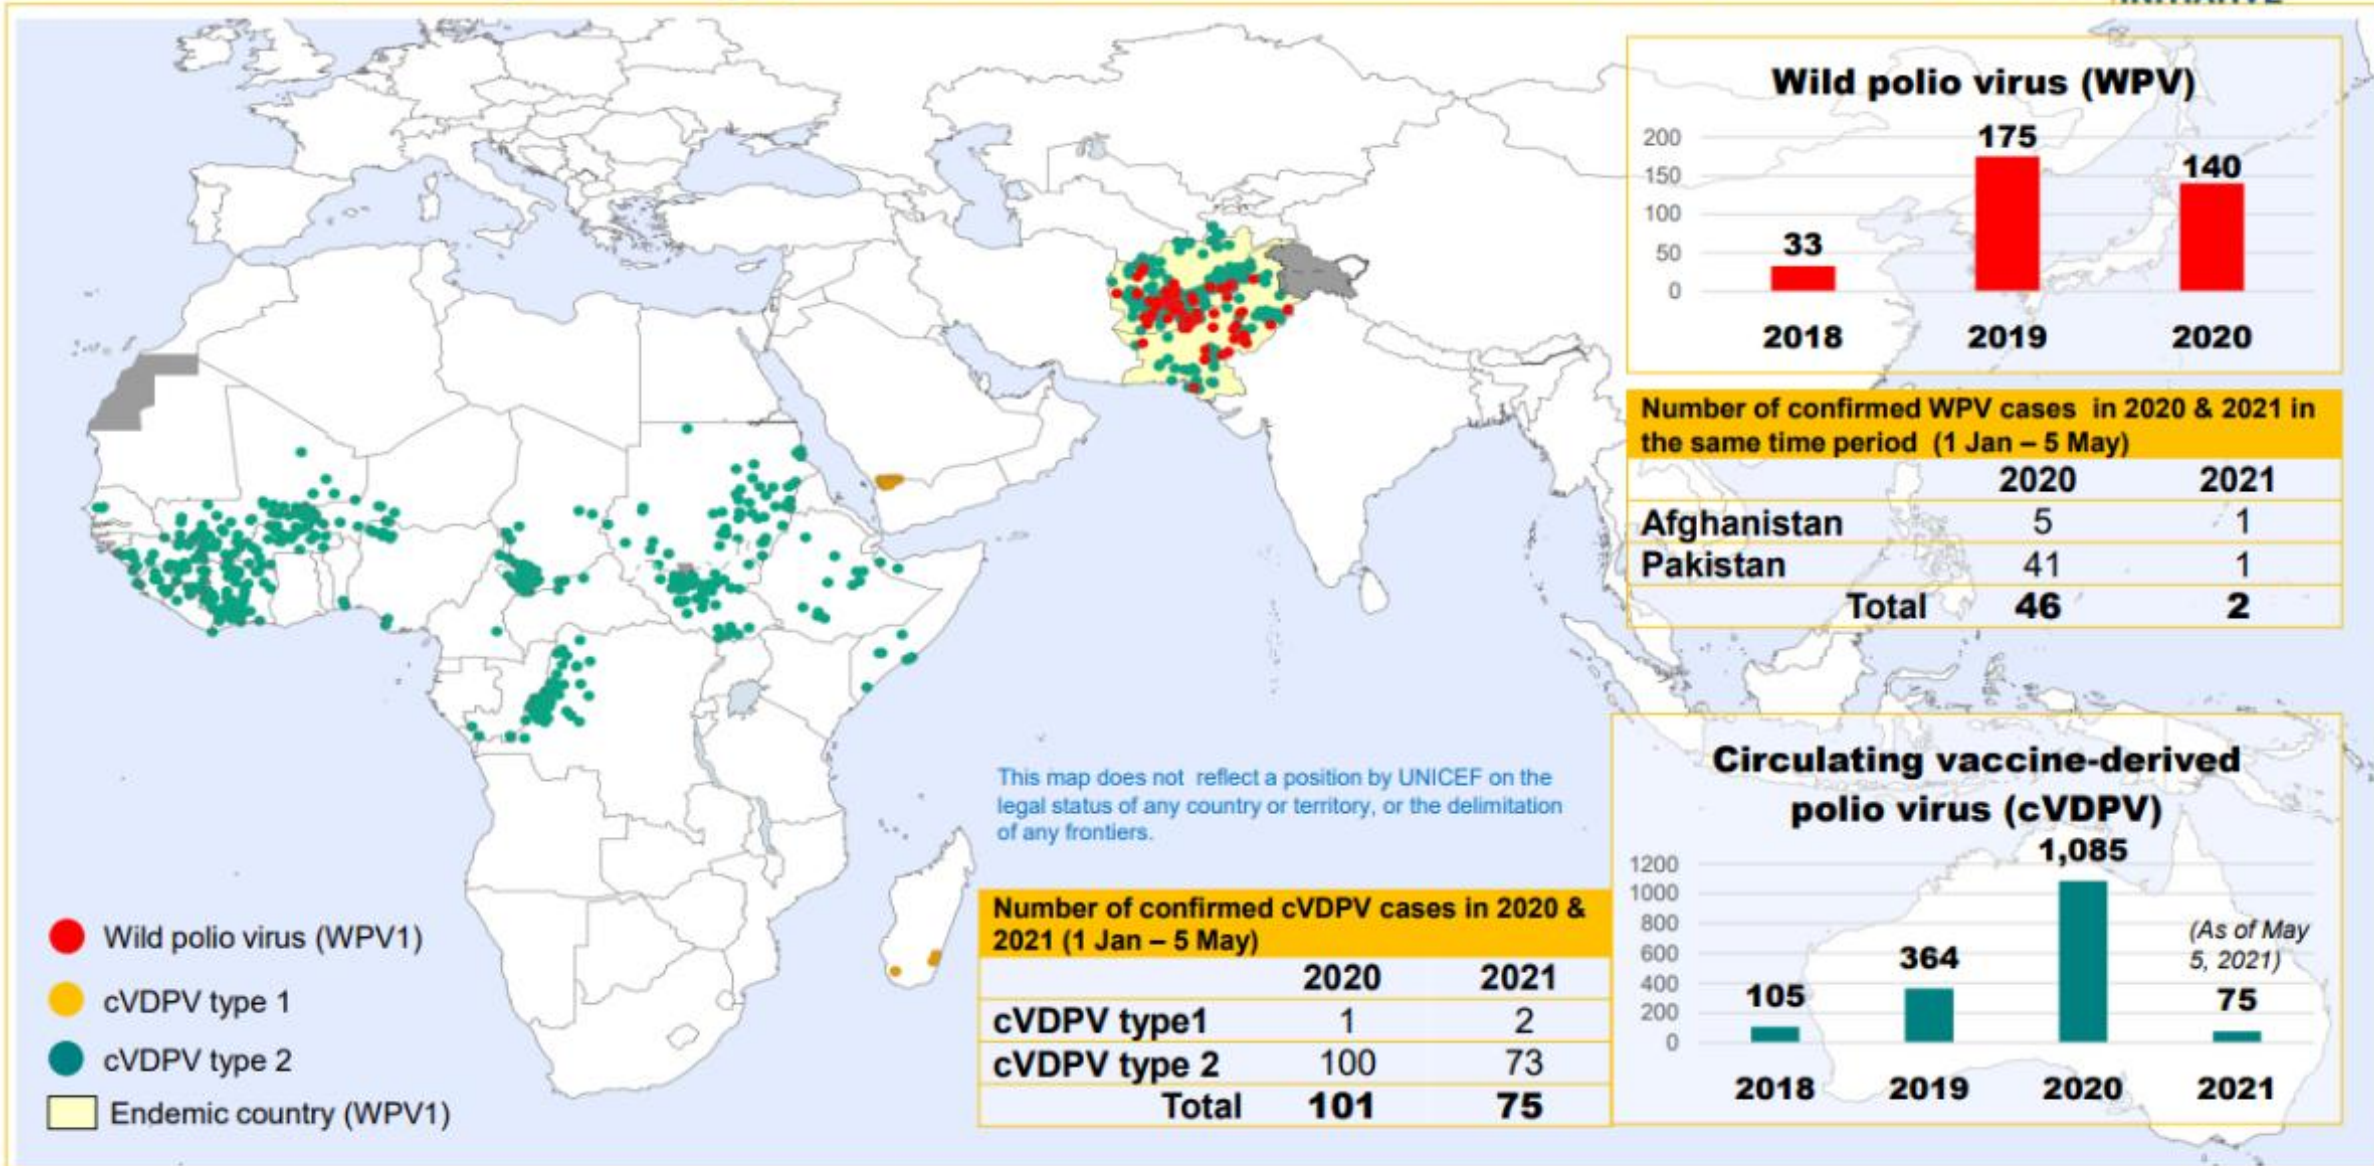 Wild polio virus (WPV)
200
150
100
50
0
33
175
140
2018
2019
2020
Number of confirmed WPV cases in 2020 & 2021 in
the same time period (1 Jan – 5 May)
2020 2021
Afghanistan 5 1
Pakistan 41 1
Total 46 2
This map does not reflect a position by UNICEF on the
legal status of any country or territory, or the delimitation
of any frontiers.
Circulating vaccine-derived
polio virus (cVDPV)
1200
1000
800
600
400
200
0
105
364
1,085
(As of May
5, 2021)
75
2018
2019
2020
2021
Number of confirmed cVDPV cases in 2020 &
2021 (1 Jan – 5 May)
2020 2021
cVDPV type1 1 2
cVDPV type 2 100 73
Total 101 75
Wild polio virus (WPV1)
cVDPV type 1
cVDPV type 2
Endemic country (WPV1)